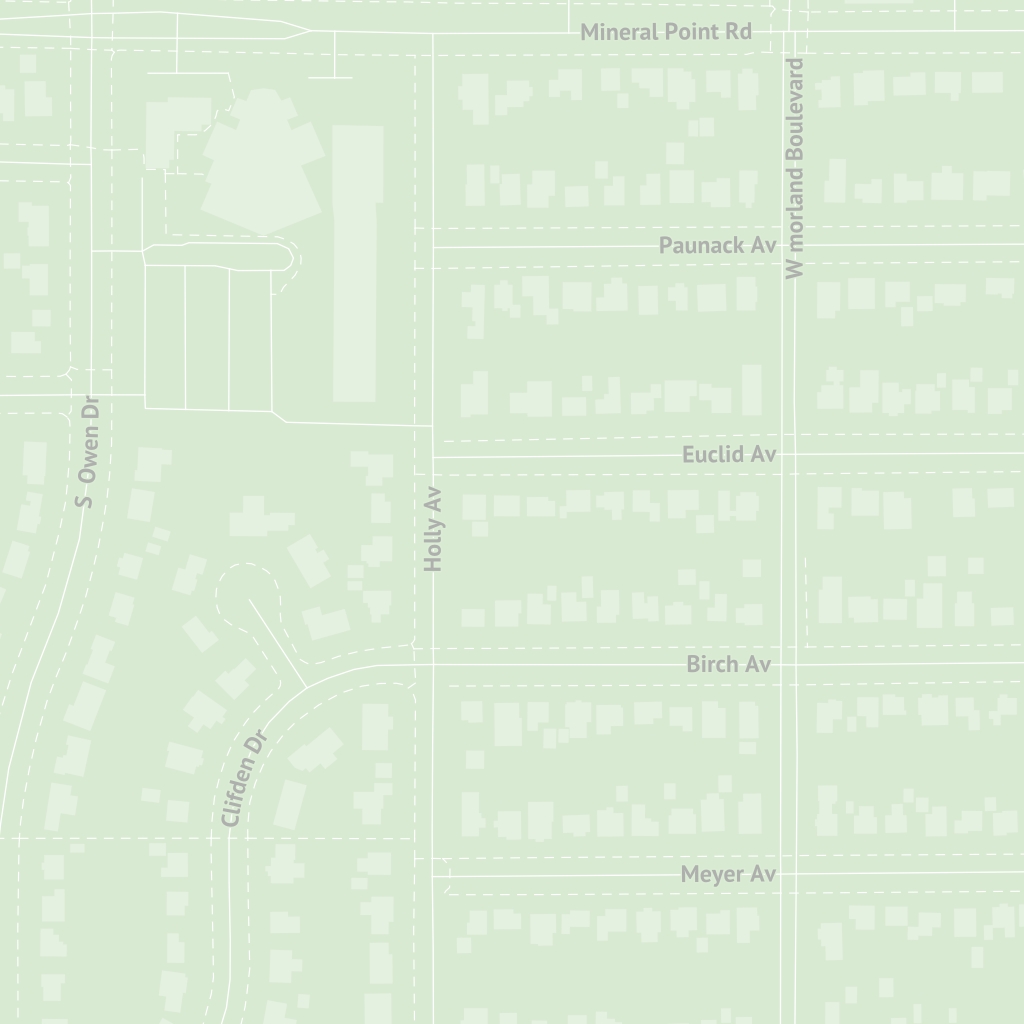 Mineral Point Rd
W morland Boulevard
Paunack Av
S Owen Dr
Euclid Av
Holly Av
Birch Av
Clifden Dr
Meyer Av